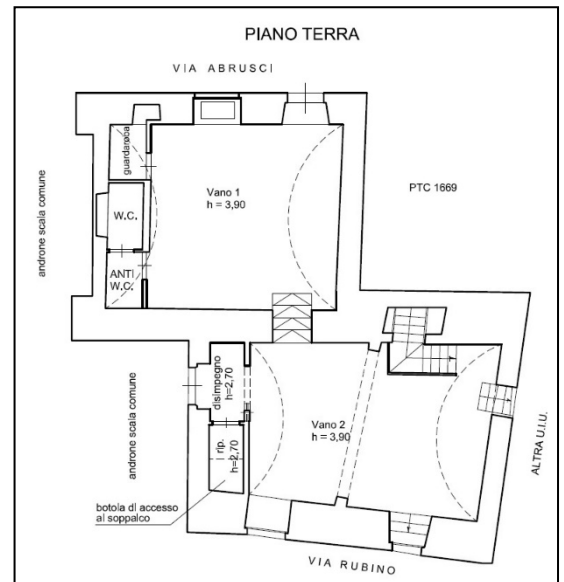 PIANO TERRA
VIA ABRUSCI
guardaroba
androne scala comune
Vano 1
h = 3,90
PTC 1669
W.C.
ANTI
W.C.
disimpegno
h=2,70
androne scala comune
Vano 2
h = 3,90
rip.
h=2,70
ALTRA U.I.U.
botola di accesso
al soppalco
VIA RUBINO